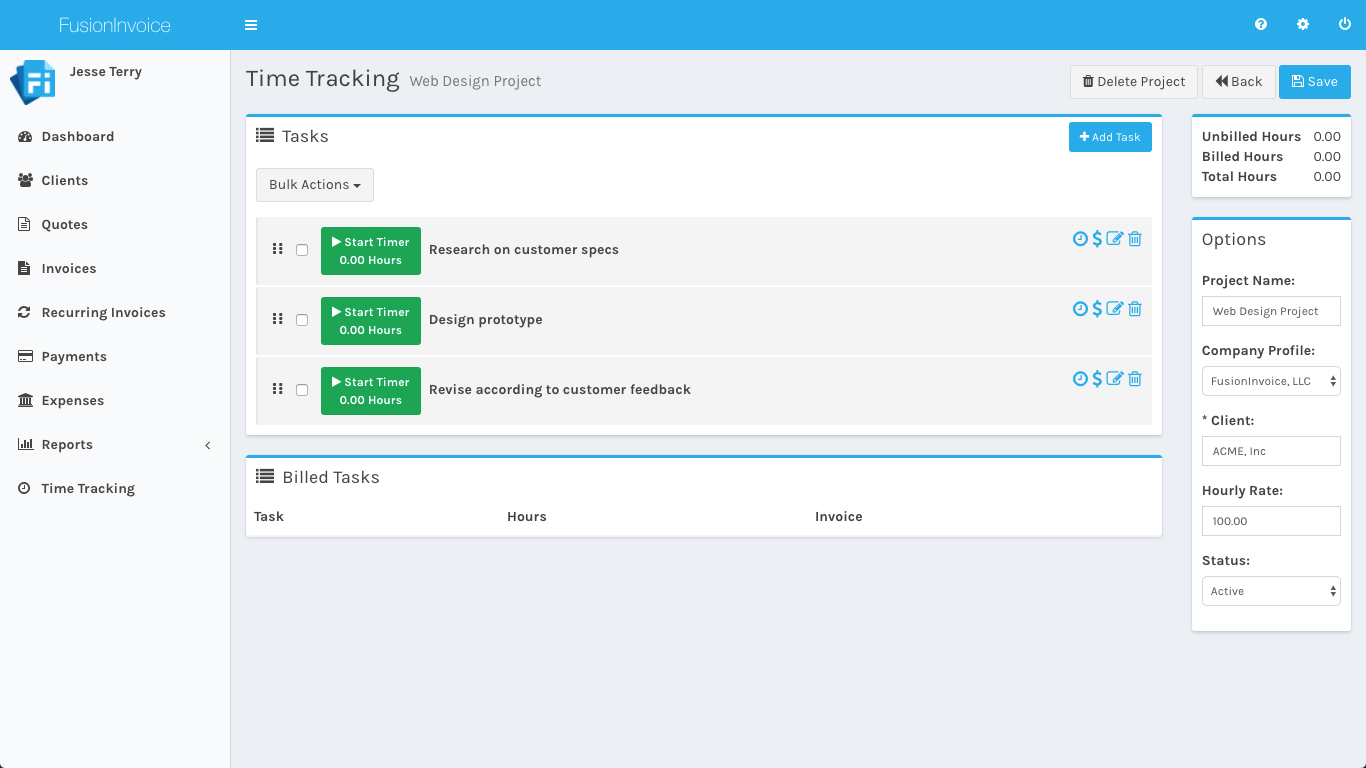 FusionInvoice
Fi
Jesse Terry
Dashboard
Clients
Quotes
Invoices
Recurring Invoices
Payments
Expenses
Reports
Time Tracking
Time Tracking Web Design Project
Delete Project
Back
Save
Tasks
Add Task
Bulk Actions
Start Timer
0.00 Hours
Research on customer specs
Start Timer
0.00 Hours
Design prototype
Start Timer
0.00 Hours
Revise according to customer feedback
Billed Tasks
Task Hours Invoice
Unbilled Hours 0.00
Billed Hours 0.00
Total Hours 0.00
Options
Project Name:
Web Design Project
Company Profile:
FusionInvoice, LLC
* Client:
ACME, Inc
Hourly Rate:
100.00
Status:
Active